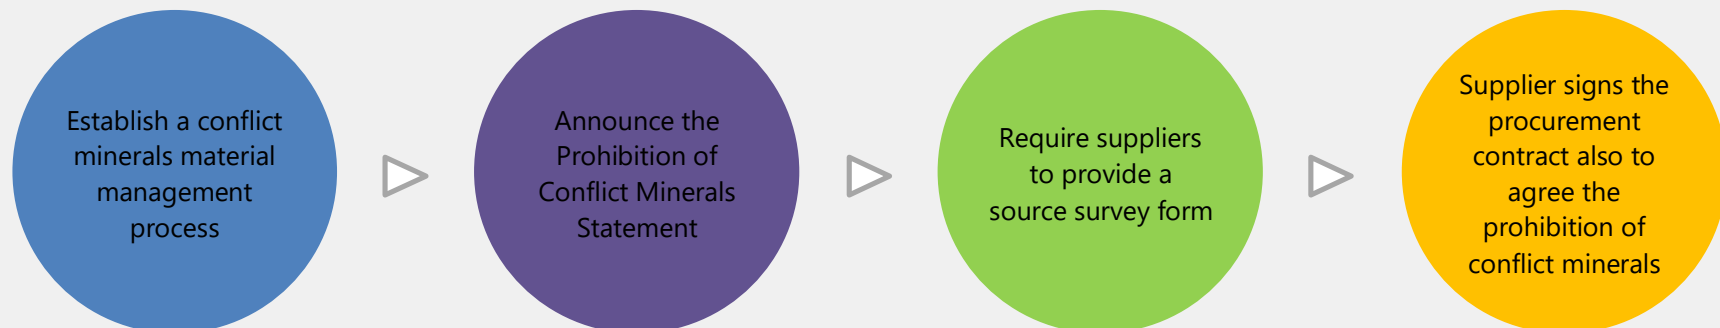 Establish a conflict
minerals material
management
process
Announce the
Prohibition of
Conflict Minerals
Statement
Require suppliers
to provide a
source survey form
Supplier signs the
procurement
contract also to
agree the
prohibition of
conflict minerals